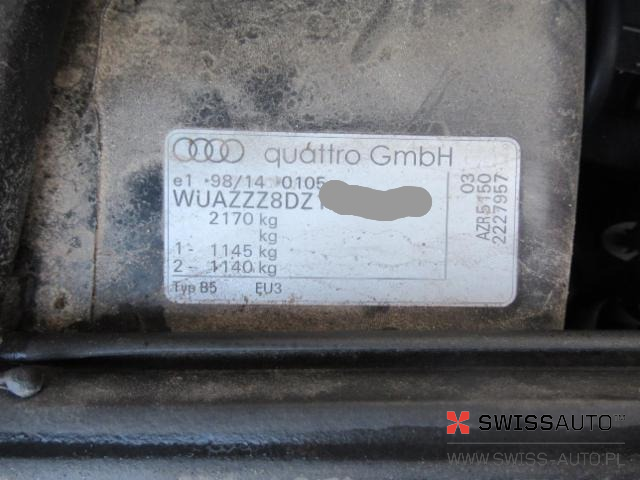 quattro GmbH
e1 *98/14 *0105
WUAZZZ8DZ
2170 kg
kg
1- 1145 kg
2- 1140 kg
Typ B5 EU3
03
AZR5150
2227957
SWISSAUTO™
WWW.SWISS-AUTO.PL